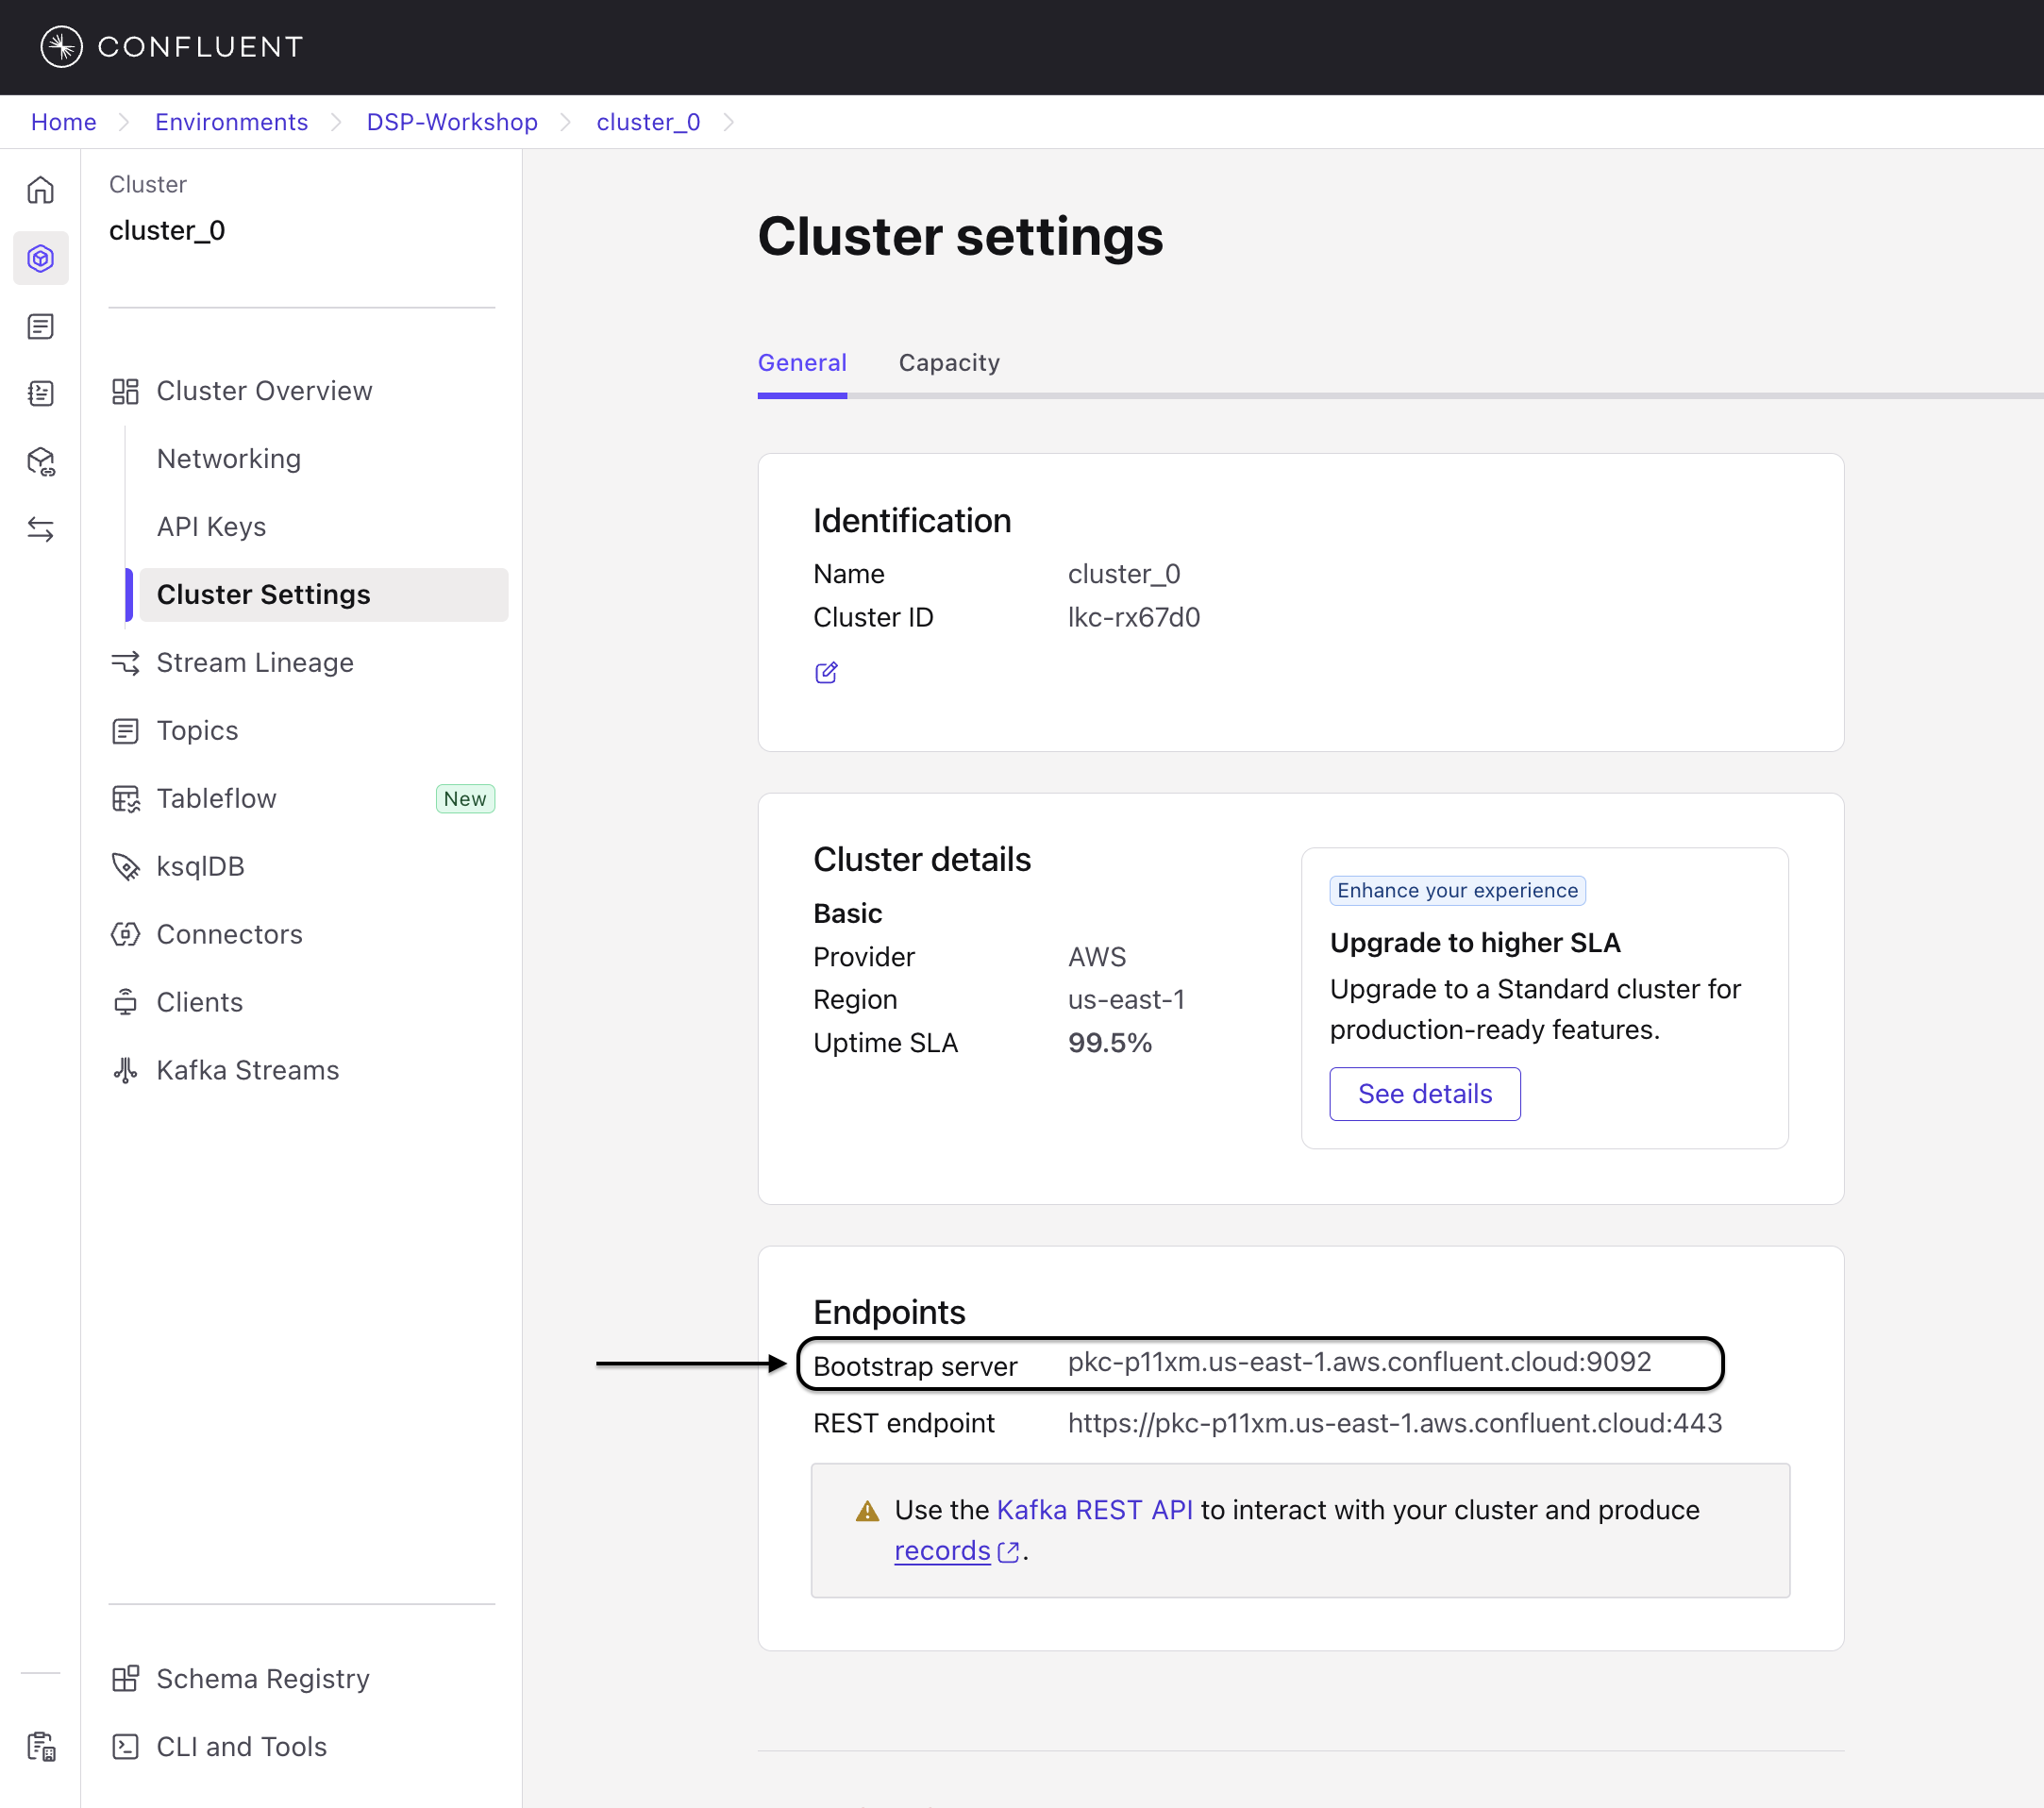 CONFLUENT
Home
Environments
DSP-Workshop
cluster_0
Cluster
cluster_0
Cluster Overview
Networking
API Keys
Cluster Settings
Stream Lineage
Topics
Tableflow New
ksqlDB
Connectors
Clients
Kafka Streams
Schema Registry
CLI and Tools
Cluster settings
General Capacity
Identification
Name cluster_0
Cluster ID lkc-rx67d0
Cluster details
Basic
Provider AWS
Region us-east-1
Uptime SLA 99.5%
Enhance your experience
Upgrade to higher SLA
Upgrade to a Standard cluster for
production-ready features.
See details
Endpoints
Bootstrap server pkc-p11xm.us-east-1.aws.confluent.cloud:9092
REST endpoint https://pkc-p11xm.us-east-1.aws.confluent.cloud:443
Use the Kafka REST API to interact with your cluster and produce
records.